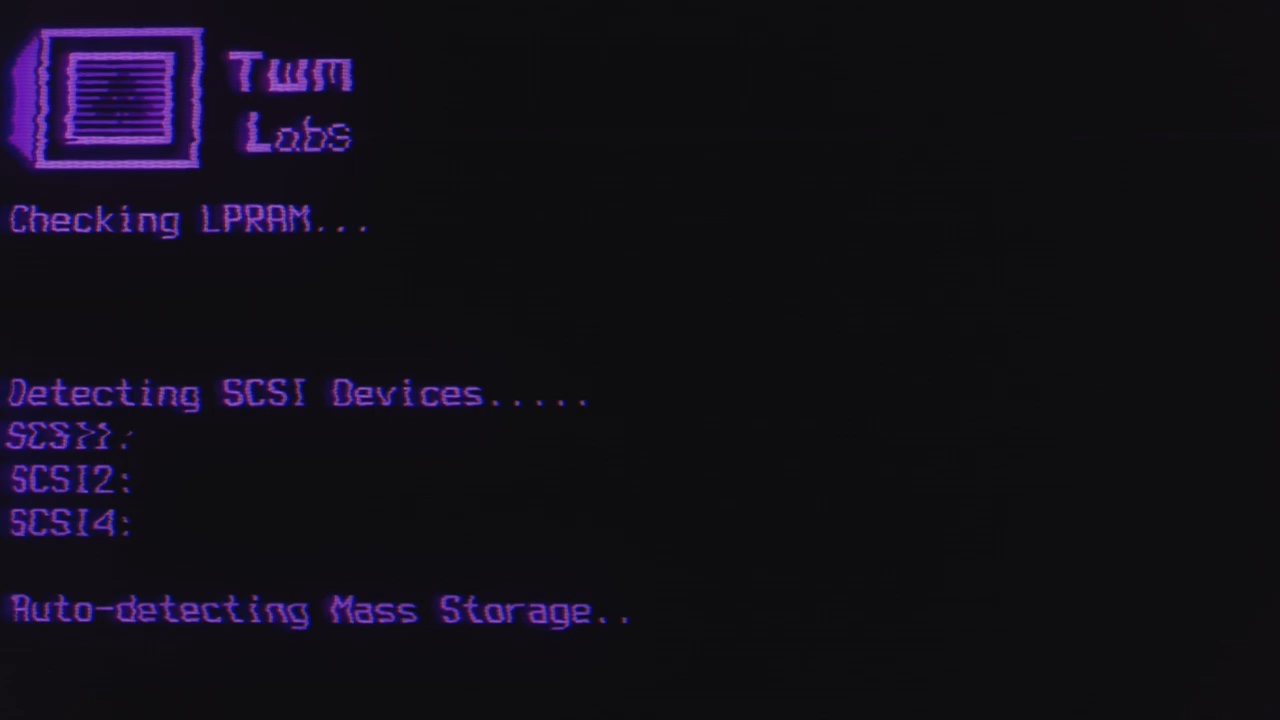 Twm
Labs
Checking LPRAM...
Detecting SCSI Devices.....
SCSI2:
SCSI4:
Auto-detecting Mass Storage..